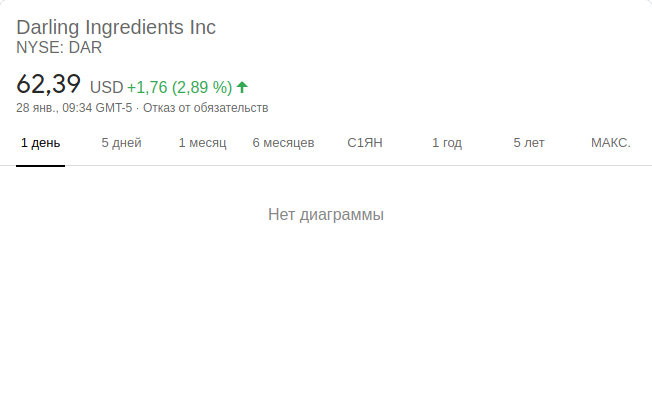 Darling Ingredients Inc
NYSE: DAR
62,39 USD +1,76 (2,89 %)
28 янв., 09:34 GMT-5 · Отказ от обязательств
1 день 5 дней 1 месяц 6 месяцев С1ЯН 1 год 5 лет МАКС.
Нет диаграммы